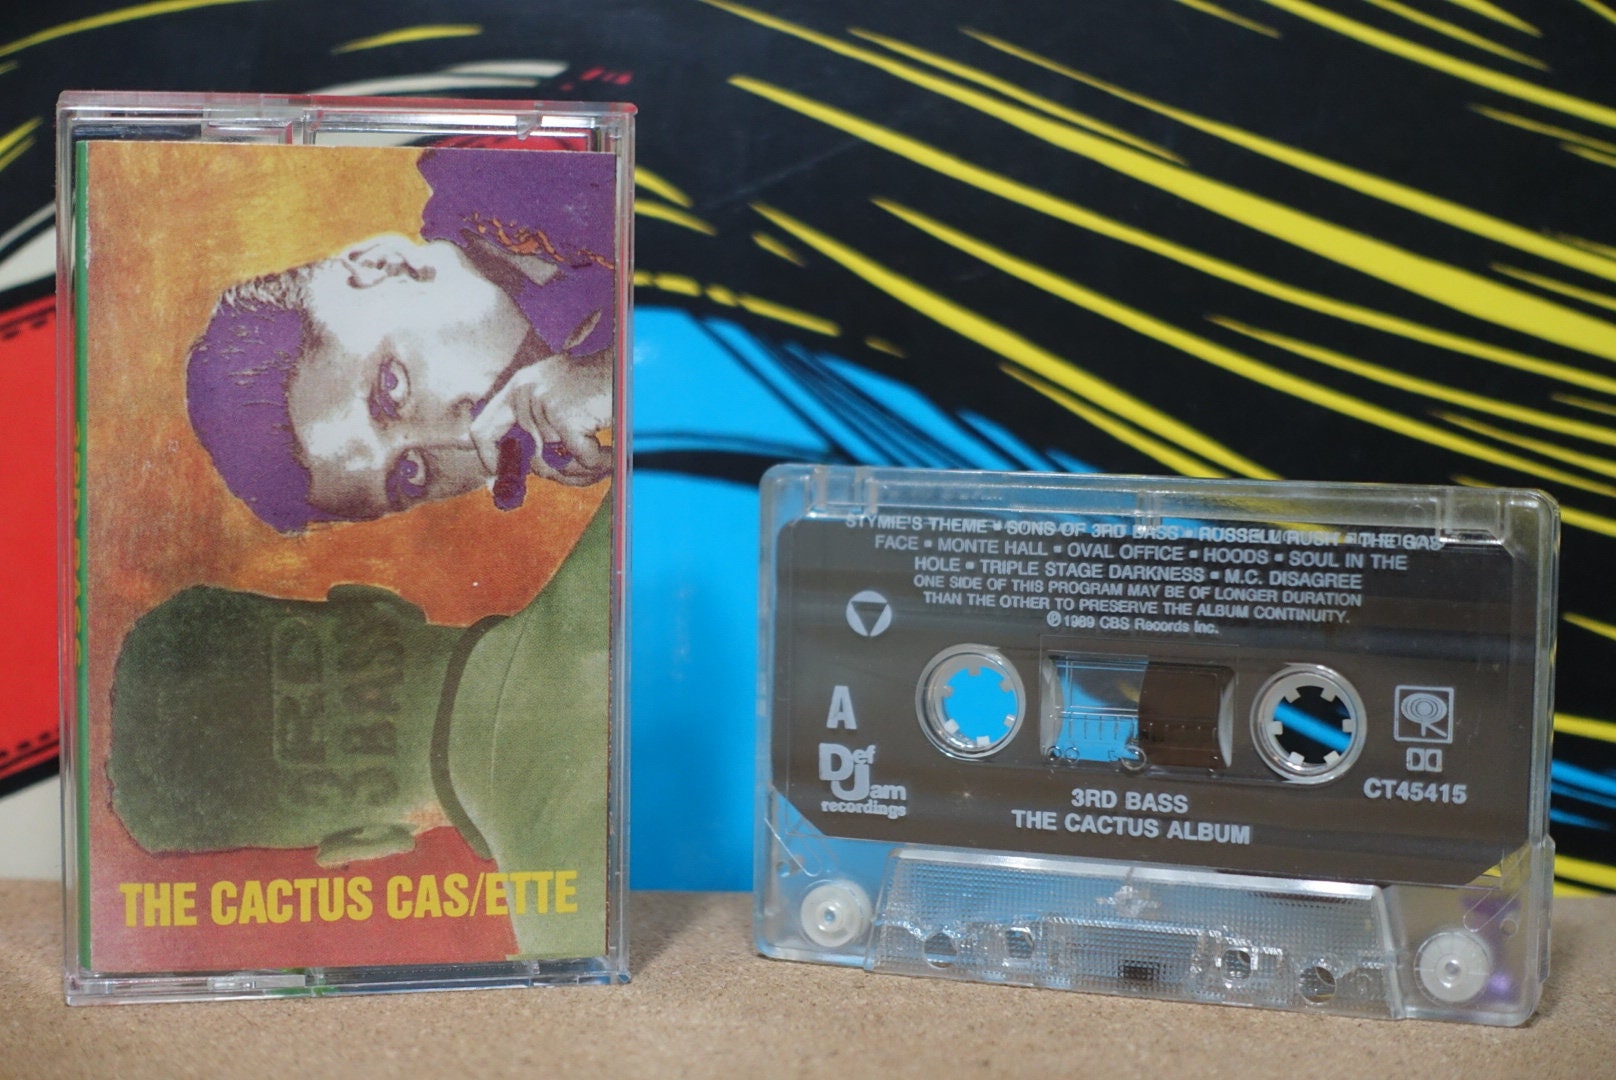 3RD
3RD
BASS
THE CACTUS CAS/ETTE
STYMIE'S THEME ▪ SONS OF 3RD BASS ▪ RUSSELL RUSH ▪ THE GAS
FACE ▪ MONTE HALL ▪ OVAL OFFICE ▪ HOODS ▪ SOUL IN THE
HOLE ▪ TRIPLE STAGE DARKNESS ▪ M.C. DISAGREE
ONE SIDE OF THIS PROGRAM MAY BE OF LONGER DURATION
THAN THE OTHER TO PRESERVE THE ALBUM CONTINUITY.
℗ 1989 CBS Records Inc.
A
Def
Jam
recordings
CT45415
3RD BASS
THE CACTUS ALBUM